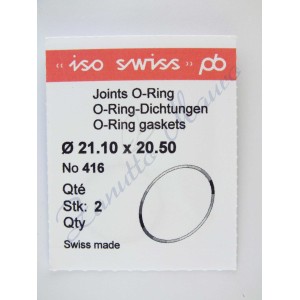 ‹‹ iso swiss ›› pb
Joints O-Ring
O-Ring-Dichtungen
O-Ring gaskets
Ø 21.10 x 20.50
No 416
Qté
Stk: 2
Qty
Swiss made